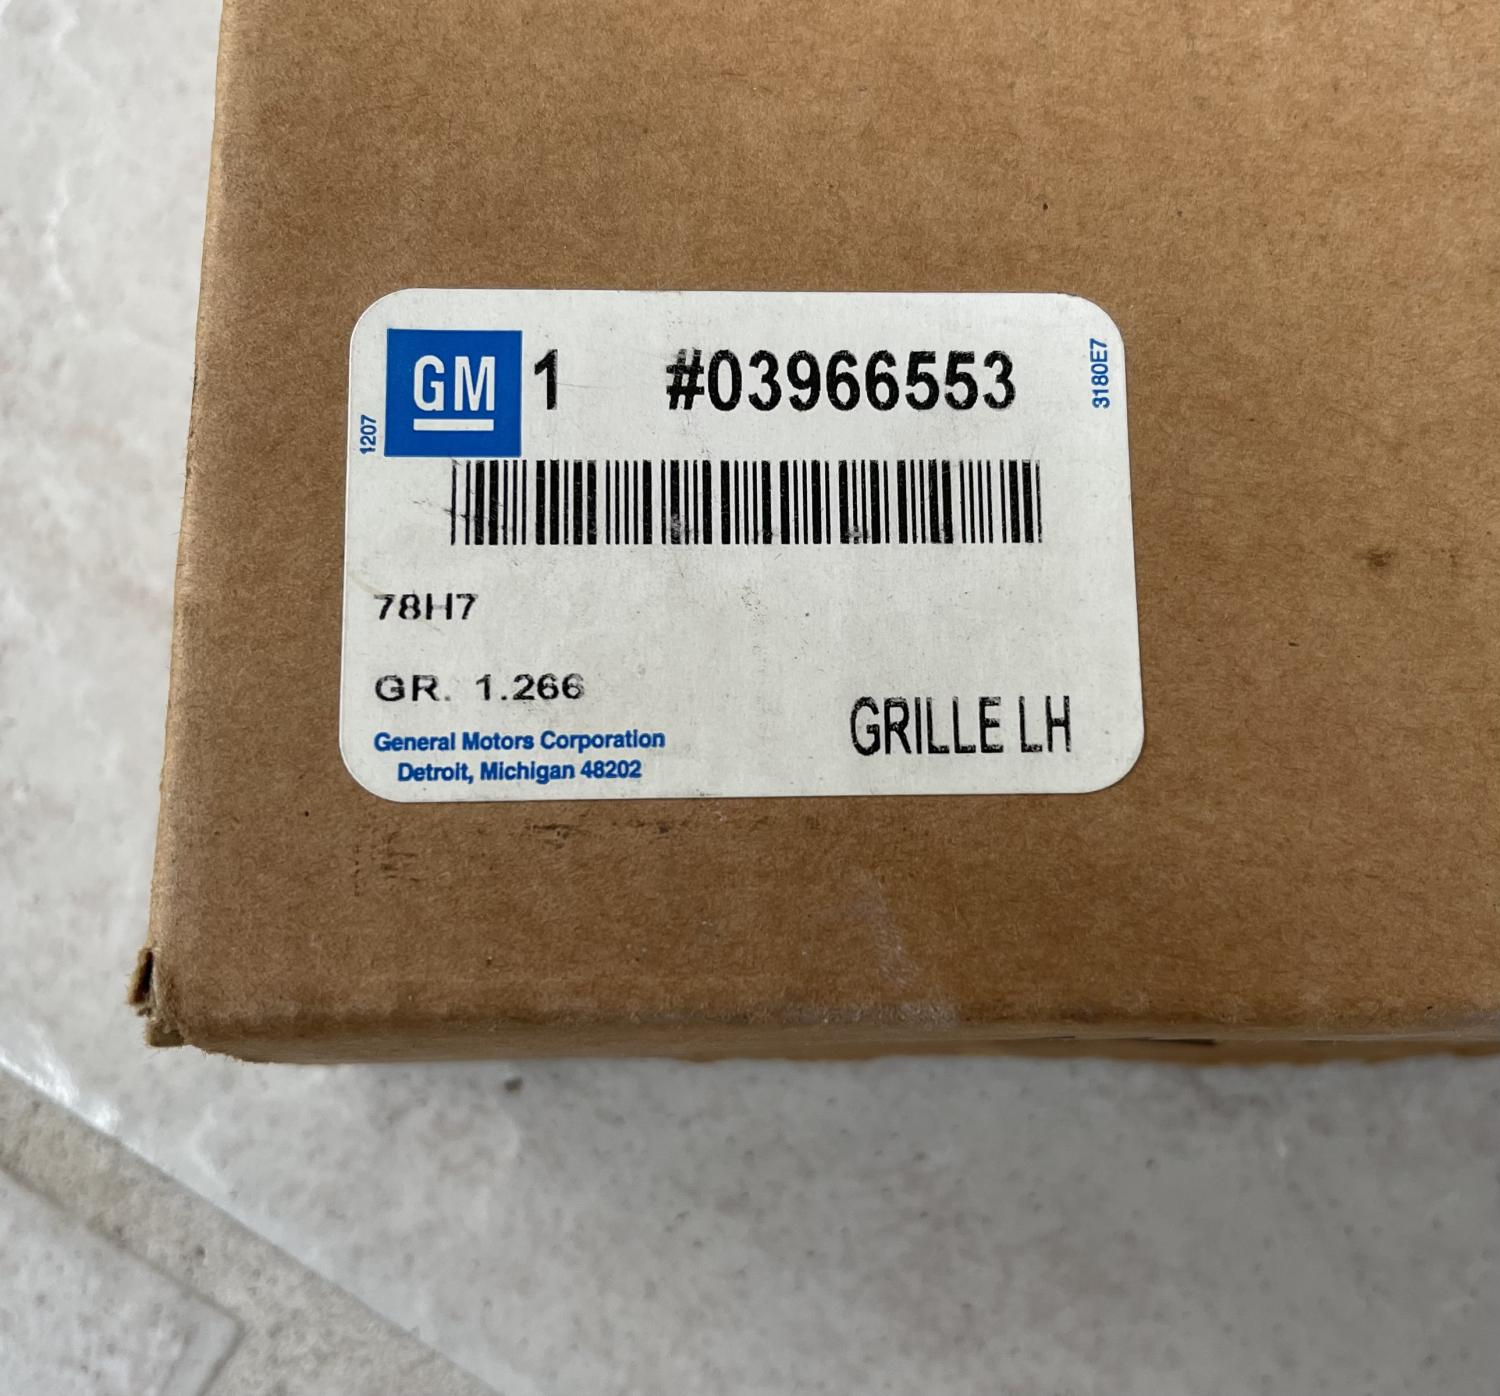 GM 1 #03966553
3180E7
1207
78H7
GR. 1.266
General Motors Corporation
Detroit, Michigan 48202
GRILLE LH